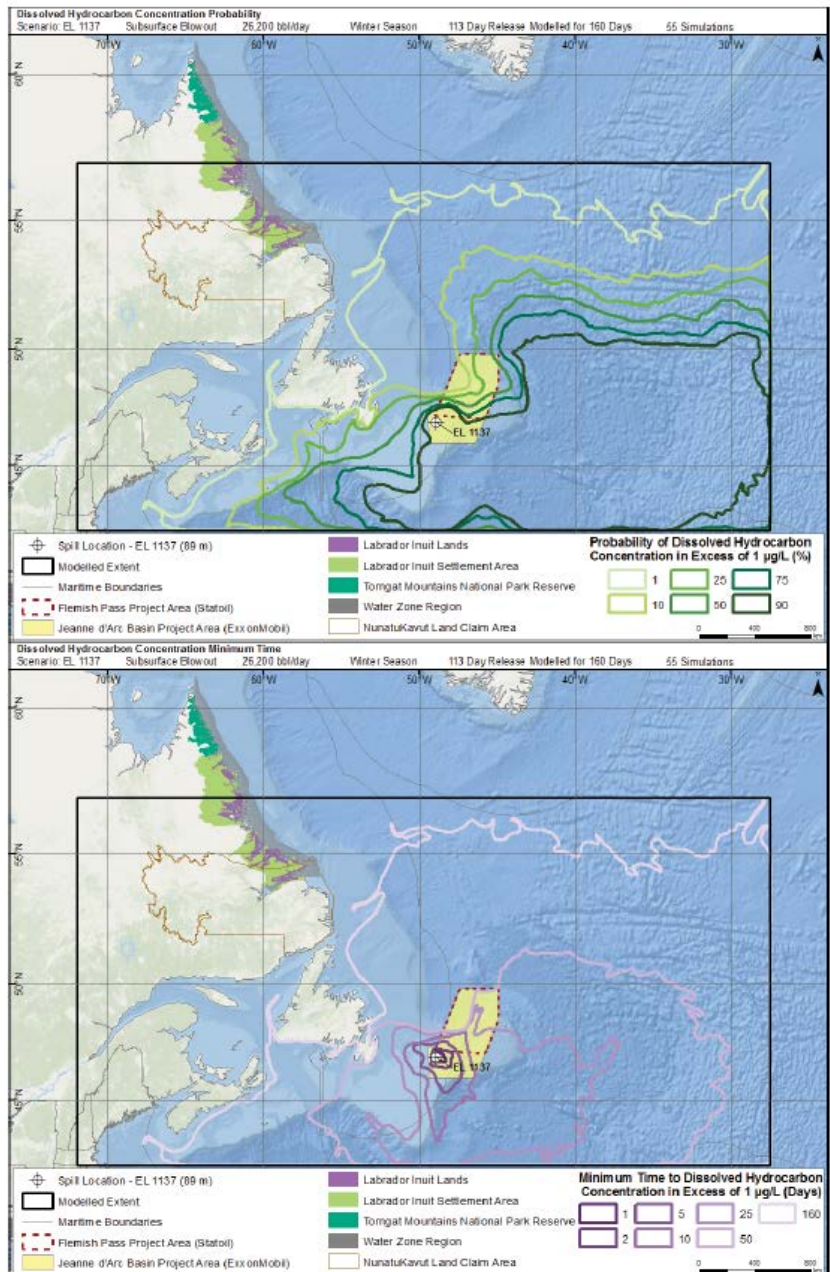 Dissolved Hydrocarbon Concentration Probability
Scenario: EL 1137 Subsurface Blowout 26,200 bbl/day Winter Season 113 Day Release Modelled for 160 Days 55 Simulations
70°W 60°W 50°W 40°W 30°W
60°N
55°N
50°N
45°N
EL 1137
Spill Location - EL 1137 (89 m)
Modelled Extent
Maritime Boundaries
Flemish Pass Project Area (Statoil)
Jeanne d'Arc Basin Project Area (ExxonMobil)
Labrador Inuit Lands
Labrador Inuit Settlement Area
Torngat Mountains National Park Reserve
Water Zone Region
NunatuKavut Land Claim Area
Probability of Dissolved Hydrocarbon
Concentration in Excess of 1 µg/L (%)
1 25 75
10 50 90
0 400 800
km
Dissolved Hydrocarbon Concentration Minimum Time
Scenario: EL 1137 Subsurface Blowout 26,200 bbl/day Winter Season 113 Day Release Modelled for 160 Days 55 Simulations
70°W 60°W 50°W 40°W 30°W
60°N
55°N
50°N
45°N
EL 1137
Spill Location - EL 1137 (89 m)
Modelled Extent
Maritime Boundaries
Flemish Pass Project Area (Statoil)
Jeanne d'Arc Basin Project Area (ExxonMobil)
Labrador Inuit Lands
Labrador Inuit Settlement Area
Torngat Mountains National Park Reserve
Water Zone Region
NunatuKavut Land Claim Area
Minimum Time to Dissolved Hydrocarbon
Concentration in Excess of 1 µg/L (Days)
1 5 25 160
2 10 50
0 400 800
km